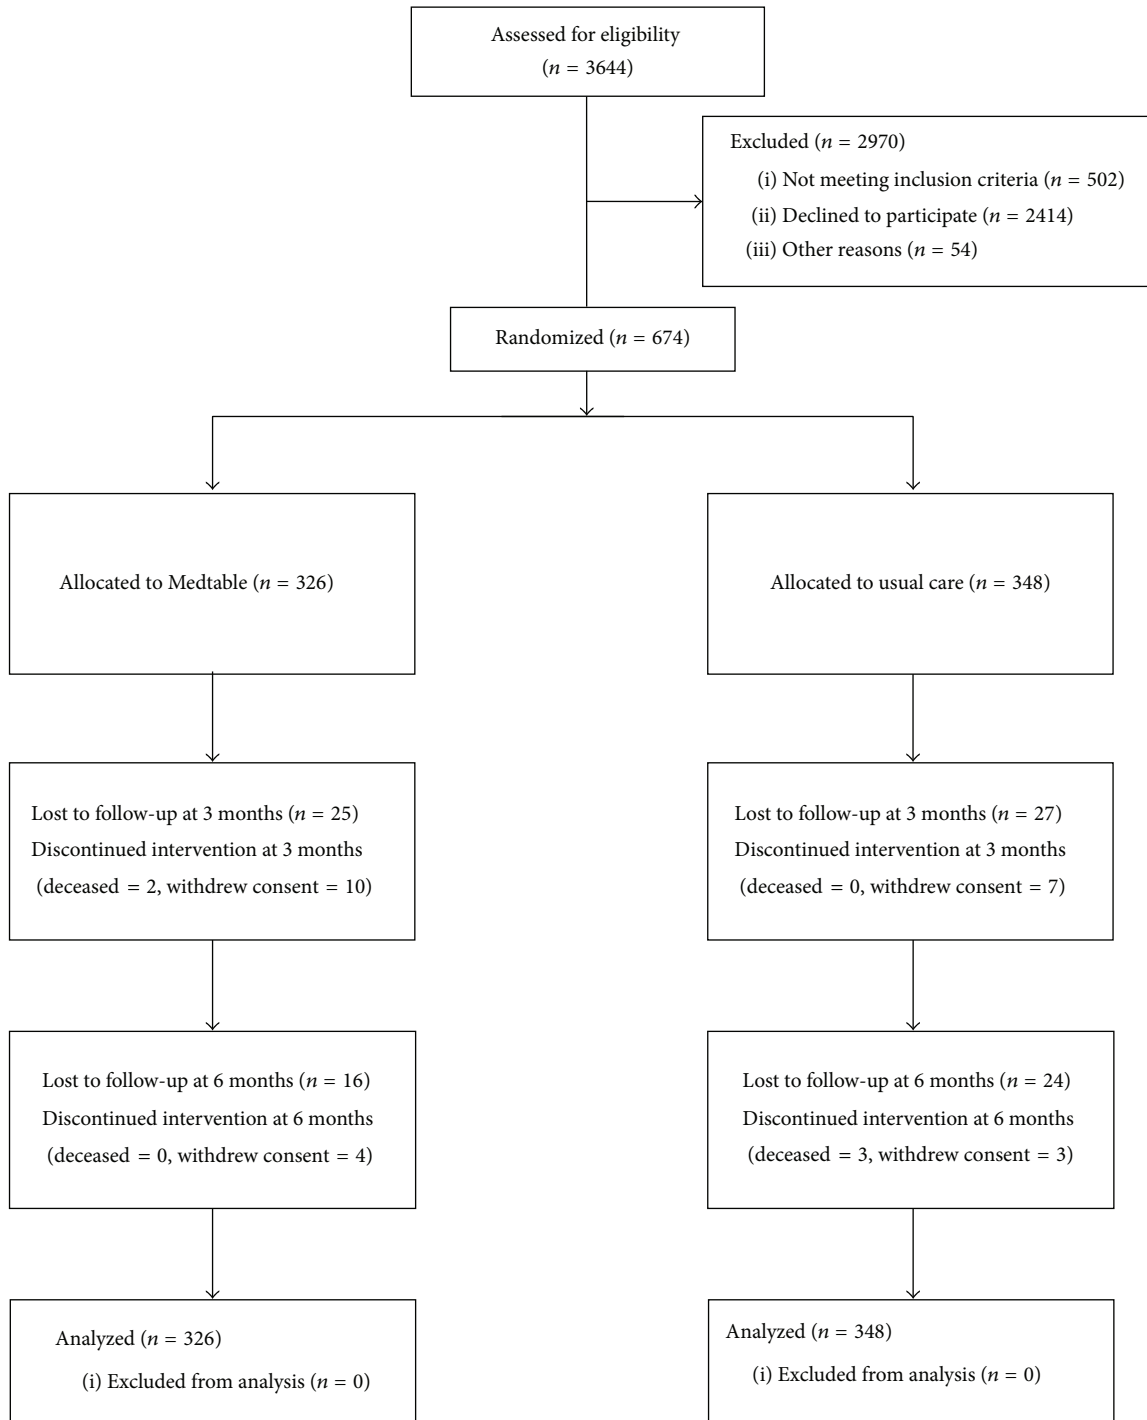 Assessed for eligibility
(n = 3644)
Excluded (n = 2970)
(i) Not meeting inclusion criteria (n = 502)
(ii) Declined to participate (n = 2414)
(iii) Other reasons (n = 54)
Randomized (n = 674)
Allocated to Medtable (n = 326)
Allocated to usual care (n = 348)
Lost to follow-up at 3 months (n = 25)
Discontinued intervention at 3 months
(deceased = 2, withdrew consent = 10)
Lost to follow-up at 3 months (n = 27)
Discontinued intervention at 3 months
(deceased = 0, withdrew consent = 7)
Lost to follow-up at 6 months (n = 16)
Discontinued intervention at 6 months
(deceased = 0, withdrew consent = 4)
Lost to follow-up at 6 months (n = 24)
Discontinued intervention at 6 months
(deceased = 3, withdrew consent = 3)
Analyzed (n = 326)
(i) Excluded from analysis (n = 0)
Analyzed (n = 348)
(i) Excluded from analysis (n = 0)